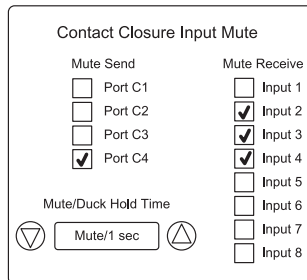 Contact Closure Input Mute
Mute Send
Port C1
Port C2
Port C3
Port C4
Mute/Duck Hold Time
Mute/1 sec
Mute Receive
Input 1
Input 2
Input 3
Input 4
Input 5
Input 6
Input 7
Input 8